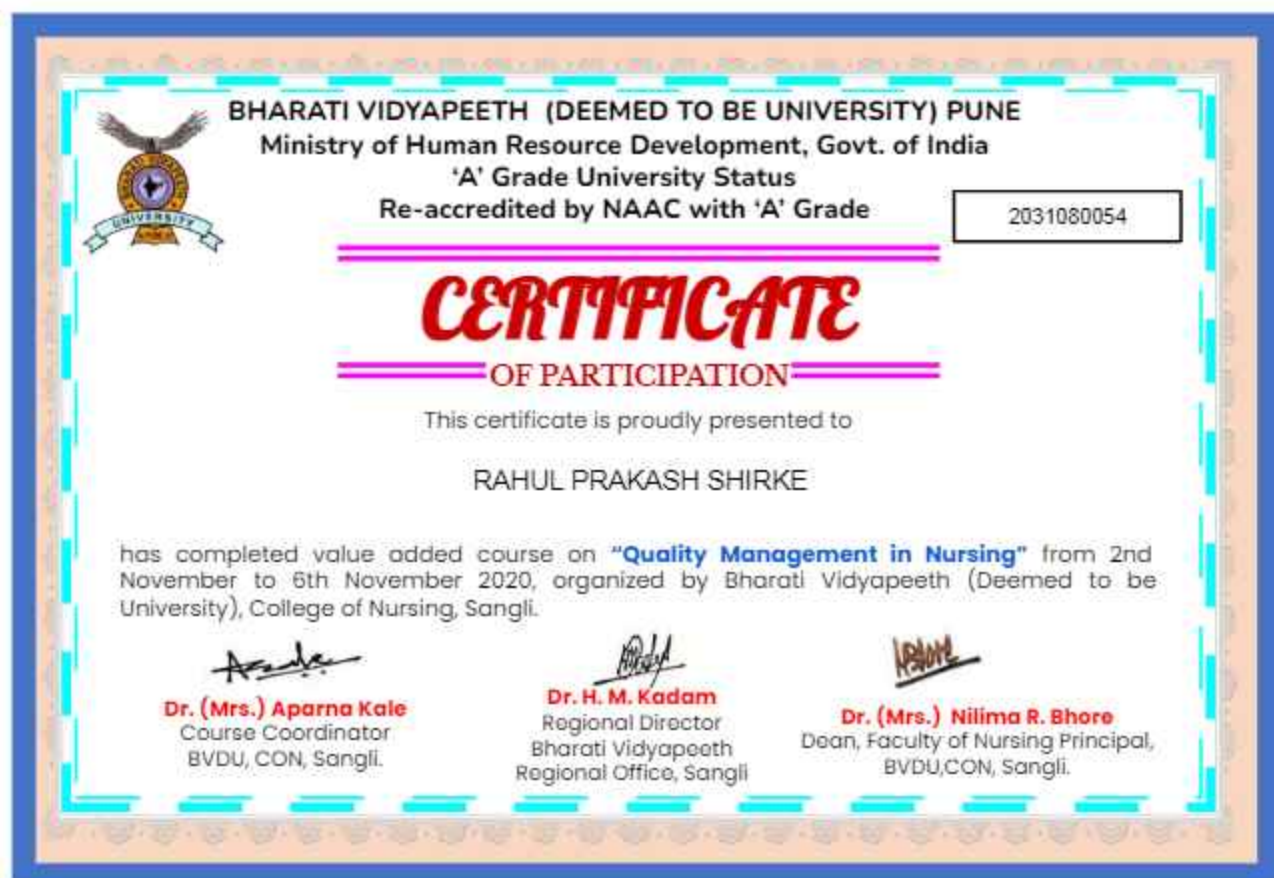 BHARATI VIDYAPEETH (DEEMED TO BE UNIVERSITY) PUNE
Ministry of Human Resource Development, Govt. of India
‘A’ Grade University Status
Re-accredited by NAAC with ‘A’ Grade
2031080054
BHARATI VIDYAPEETH
UNIVERSITY
CERTIFICATE
OF PARTICIPATION
This certificate is proudly presented to
RAHUL PRAKASH SHIRKE
has completed value added course on “Quality Management in Nursing” from 2nd
November to 6th November 2020, organized by Bharati Vidyapeeth (Deemed to be
University), College of Nursing, Sangli.
Dr. (Mrs.) Aparna Kale
Course Coordinator
BVDU, CON, Sangli.
Dr. H. M. Kadam
Regional Director
Bharati Vidyapeeth
Regional Office, Sangli
Dr. (Mrs.) Nilima R. Bhore
Dean, Faculty of Nursing Principal,
BVDU,CON, Sangli.